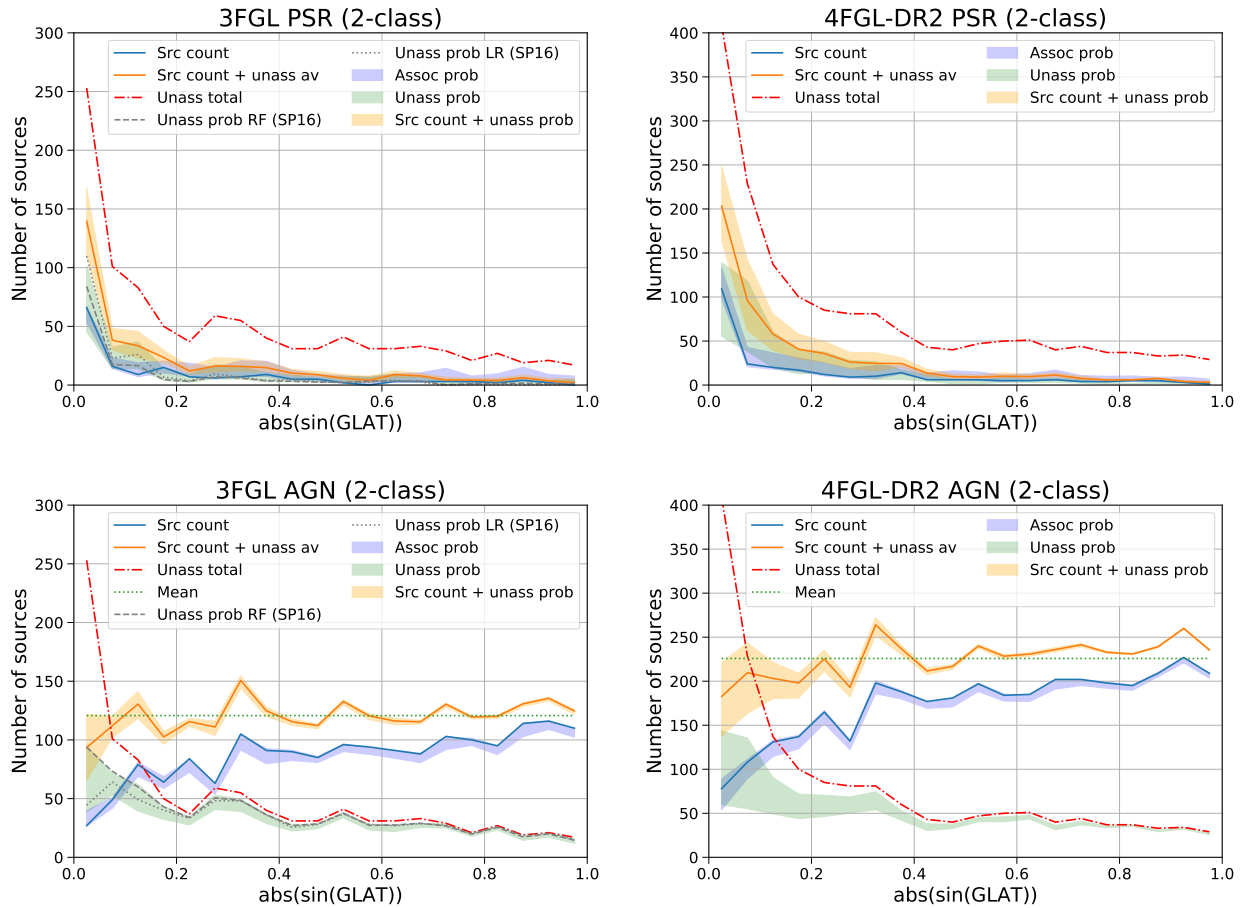 3FGL PSR (2-class)
300
250
200
150
100
50
0
Number of sources
Src count
Src count + unass av
Unass total
Unass prob RF (SP16)
Unass prob LR (SP16)
Assoc prob
Unass prob
Src count + unass prob
0.0 0.2 0.4 0.6 0.8 1.0
abs(sin(GLAT))
4FGL-DR2 PSR (2-class)
400
350
300
250
200
150
100
50
0
Number of sources
Src count
Src count + unass av
Unass total
Assoc prob
Unass prob
Src count + unass prob
0.0 0.2 0.4 0.6 0.8 1.0
abs(sin(GLAT))
3FGL AGN (2-class)
300
250
200
150
100
50
0
Number of sources
Src count
Src count + unass av
Unass total
Mean
Unass prob RF (SP16)
Unass prob LR (SP16)
Assoc prob
Unass prob
Src count + unass prob
0.0 0.2 0.4 0.6 0.8 1.0
abs(sin(GLAT))
4FGL-DR2 AGN (2-class)
400
350
300
250
200
150
100
50
0
Number of sources
Src count
Src count + unass av
Unass total
Mean
Assoc prob
Unass prob
Src count + unass prob
0.0 0.2 0.4 0.6 0.8 1.0
abs(sin(GLAT))